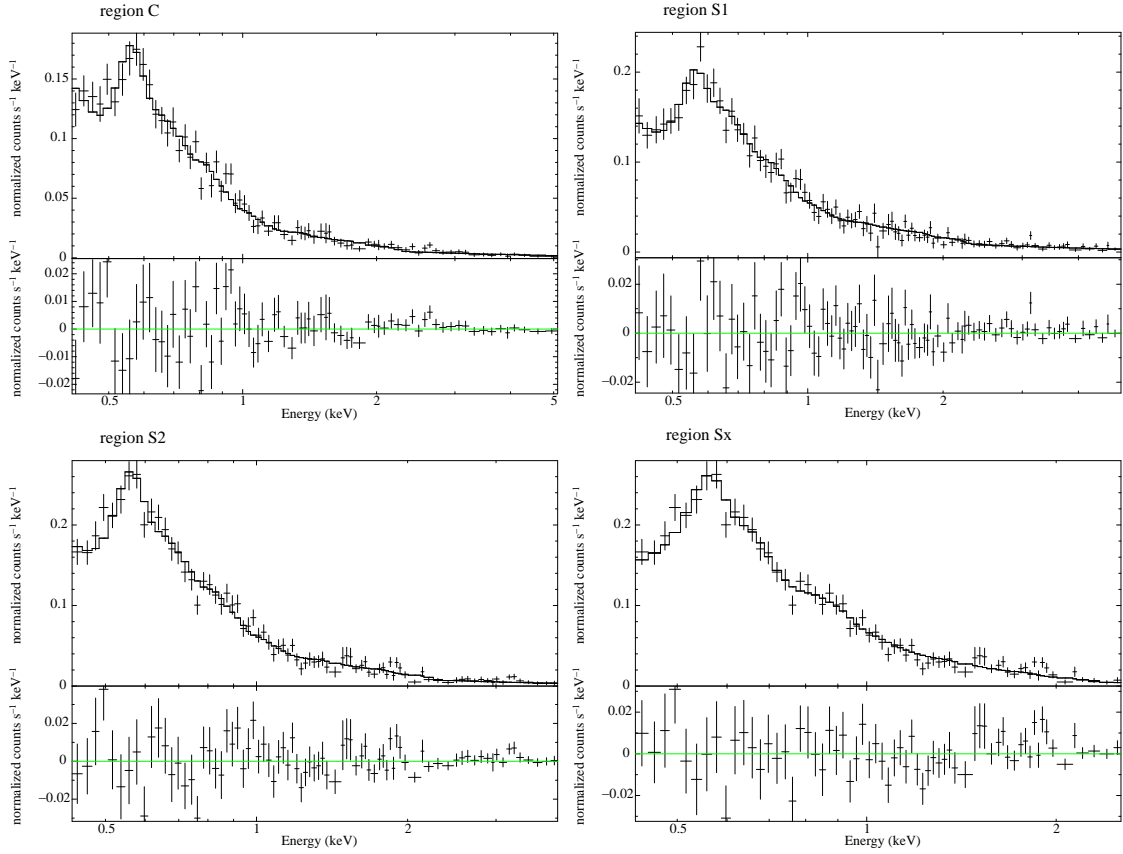 region C
normalized counts s⁻¹ keV⁻¹
0.15
0.1
0.05
0
normalized counts s⁻¹ keV⁻¹
0.02
0.01
0
−0.01
−0.02
0.5
1
2
5
Energy (keV)
region S1
normalized counts s⁻¹ keV⁻¹
0.2
0.1
0
normalized counts s⁻¹ keV⁻¹
0.02
0
−0.02
0.5
1
2
Energy (keV)
region S2
normalized counts s⁻¹ keV⁻¹
0.2
0.1
0
normalized counts s⁻¹ keV⁻¹
0.02
0
−0.02
0.5
1
2
Energy (keV)
region Sx
normalized counts s⁻¹ keV⁻¹
0.2
0.1
0
normalized counts s⁻¹ keV⁻¹
0.02
0
−0.02
0.5
1
2
Energy (keV)